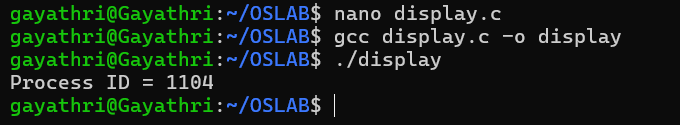 gayathri@Gayathri:~/OSLAB$ nano display.c
gayathri@Gayathri:~/OSLAB$ gcc display.c -o display
gayathri@Gayathri:~/OSLAB$ ./display
Process ID = 1104
gayathri@Gayathri:~/OSLAB$